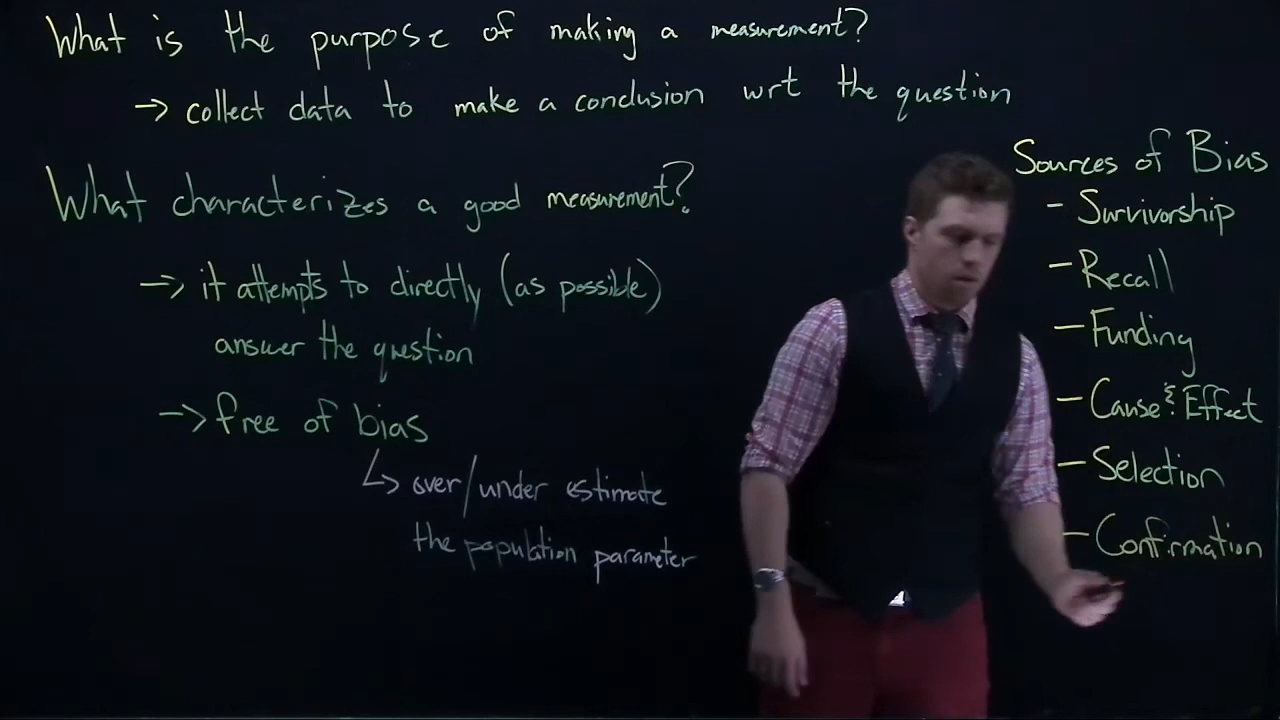 What is the purpose of making a measurement?
→ collect data to make a conclusion wrt the question
What characterizes a good measurement?
→ it attempts to directly (as possible)
answer the question
→ free of bias
↳ over/under estimate
the population parameter
Sources of Bias
- Survivorship
- Recall
- Funding
- Cause & Effect
- Selection
- Confirmation